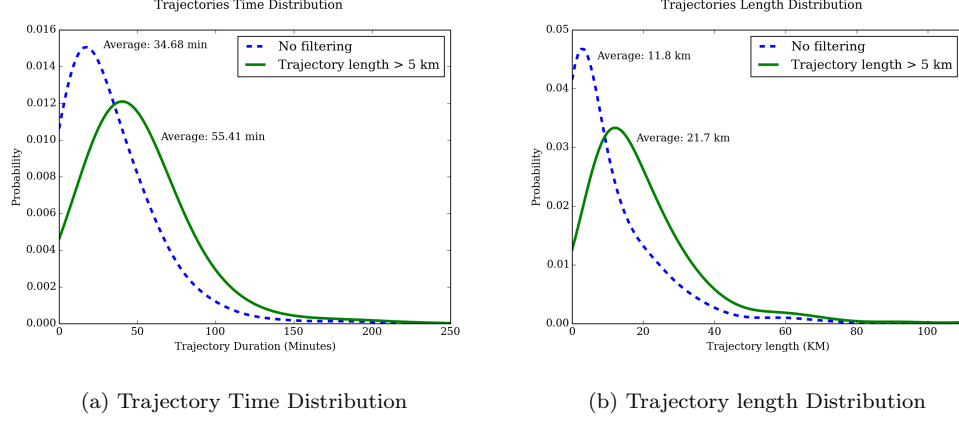 Trajectories Time Distribution
0.016
0.014
0.012
0.010
0.008
0.006
0.004
0.002
0.000
Probability
Average: 34.68 min
No filtering
Trajectory length > 5 km
Average: 55.41 min
0
50
100
150
200
250
Trajectory Duration (Minutes)
(a) Trajectory Time Distribution
Trajectories Length Distribution
0.05
0.04
0.03
0.02
0.01
0.00
Probability
Average: 11.8 km
No filtering
Trajectory length > 5 km
Average: 21.7 km
0
20
40
60
80
100
Trajectory length (KM)
(b) Trajectory length Distribution